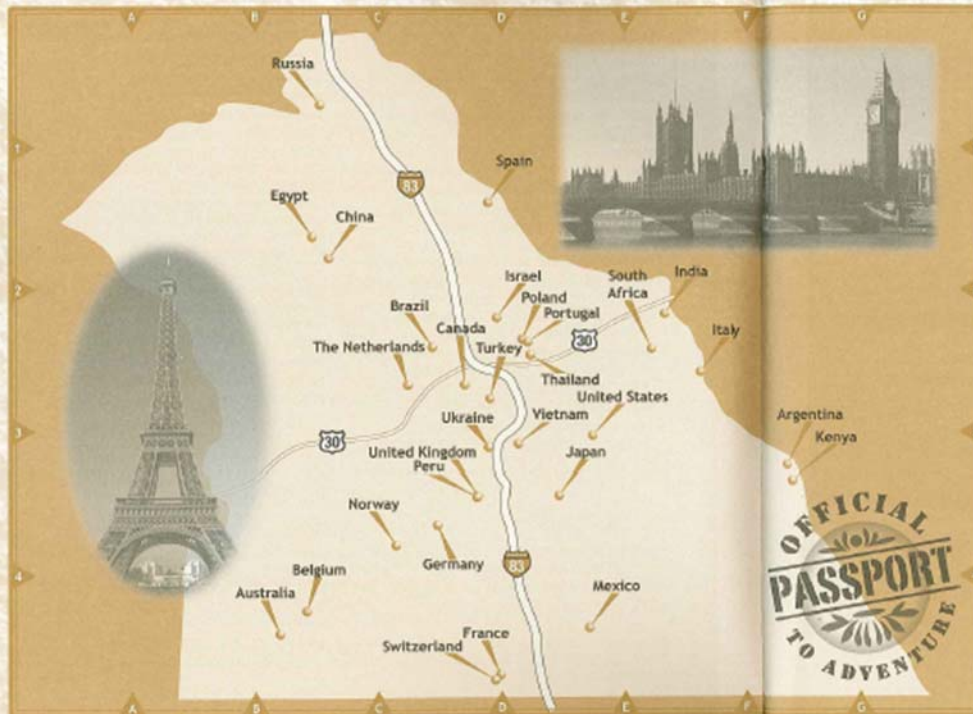 A B C D E F G
Russia
1
83
Spain
Egypt
China
2
Israel
South
Africa
India
Poland
Brazil
Portugal
Canada
30
Italy
The Netherlands
Turkey
Thailand
United States
Ukraine
Vietnam
Argentina
3
30
Kenya
United Kingdom
Japan
Peru
Norway
OFFICIAL
PASSPORT
TO ADVENTURE
Germany
83
Belgium
4
Australia
Mexico
France
Switzerland
A B C D E F G